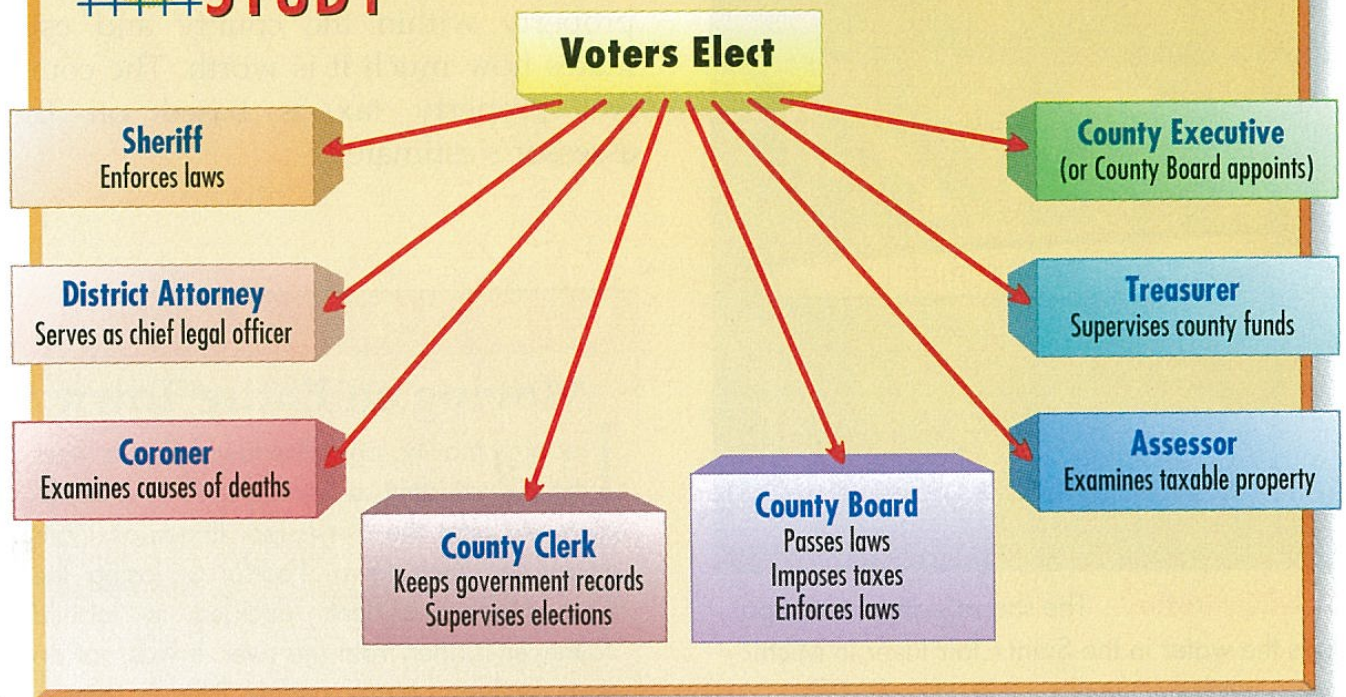 STUDY
Voters Elect
Sheriff
Enforces laws
County Executive
(or County Board appoints)
District Attorney
Serves as chief legal officer
Treasurer
Supervises county funds
Coroner
Examines causes of deaths
Assessor
Examines taxable property
County Clerk
Keeps government records
Supervises elections
County Board
Passes laws
Imposes taxes
Enforces laws